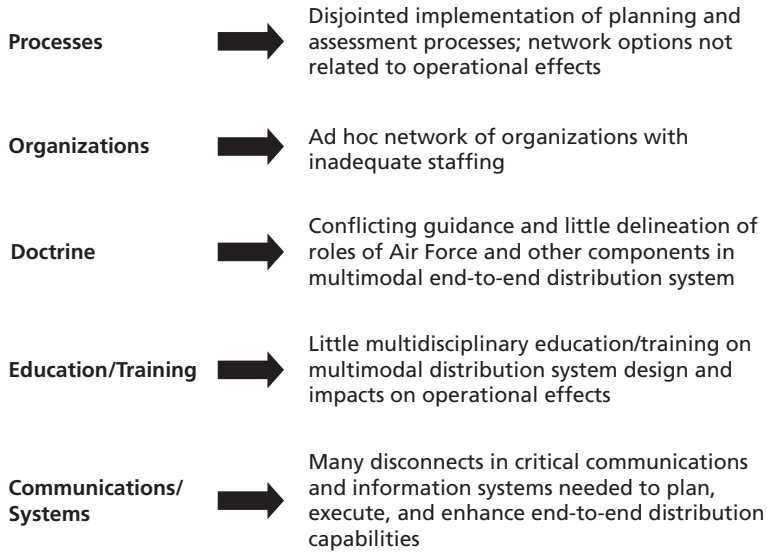 Processes
Disjointed implementation of planning and
assessment processes; network options not
related to operational effects
Organizations
Ad hoc network of organizations with
inadequate staffing
Doctrine
Conflicting guidance and little delineation of
roles of Air Force and other components in
multimodal end-to-end distribution system
Education/Training
Little multidisciplinary education/training on
multimodal distribution system design and
impacts on operational effects
Communications/
Systems
Many disconnects in critical communications
and information systems needed to plan,
execute, and enhance end-to-end distribution
capabilities